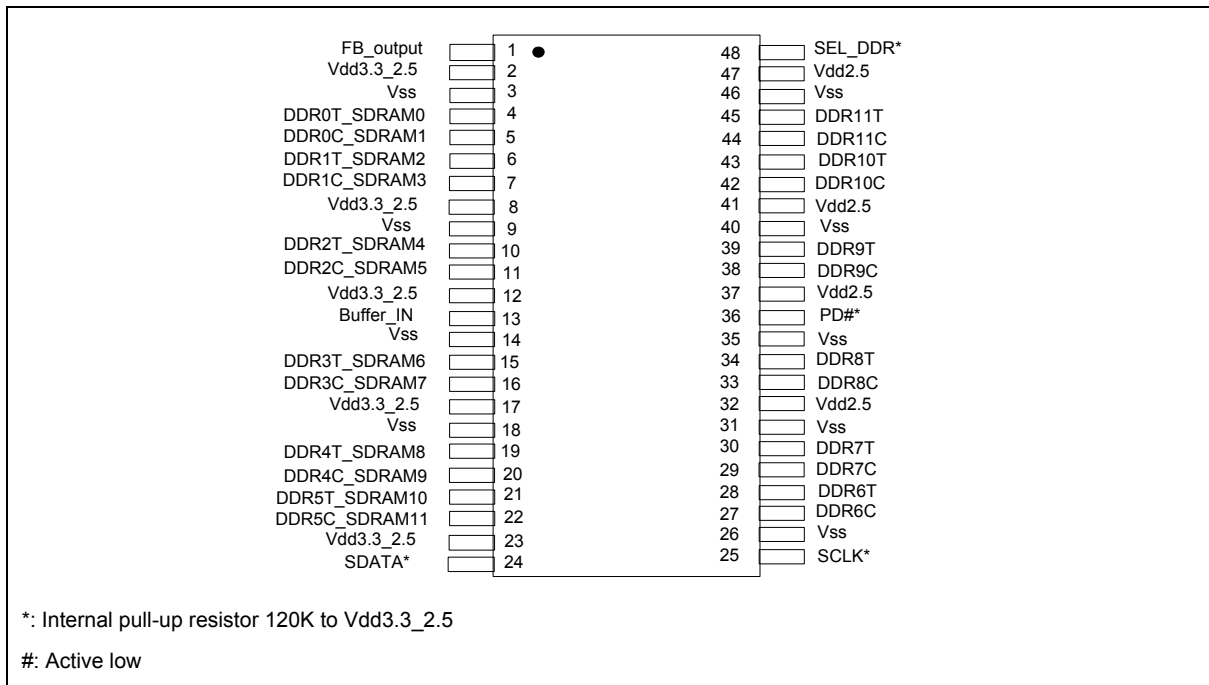 FB_output 1 48 SEL_DDR*
Vdd3.3_2.5 2 47 Vdd2.5
Vss 3 46 Vss
DDR0T_SDRAM0 4 45 DDR11T
DDR0C_SDRAM1 5 44 DDR11C
DDR1T_SDRAM2 6 43 DDR10T
DDR1C_SDRAM3 7 42 DDR10C
Vdd3.3_2.5 8 41 Vdd2.5
Vss 9 40 Vss
DDR2T_SDRAM4 10 39 DDR9T
DDR2C_SDRAM5 11 38 DDR9C
Vdd3.3_2.5 12 37 Vdd2.5
Buffer_IN 13 36 PD#*
Vss 14 35 Vss
DDR3T_SDRAM6 15 34 DDR8T
DDR3C_SDRAM7 16 33 DDR8C
Vdd3.3_2.5 17 32 Vdd2.5
Vss 18 31 Vss
DDR4T_SDRAM8 19 30 DDR7T
DDR4C_SDRAM9 20 29 DDR7C
DDR5T_SDRAM10 21 28 DDR6T
DDR5C_SDRAM11 22 27 DDR6C
Vdd3.3_2.5 23 26 Vss
SDATA* 24 25 SCLK*
*: Internal pull-up resistor 120K to Vdd3.3_2.5
#: Active low